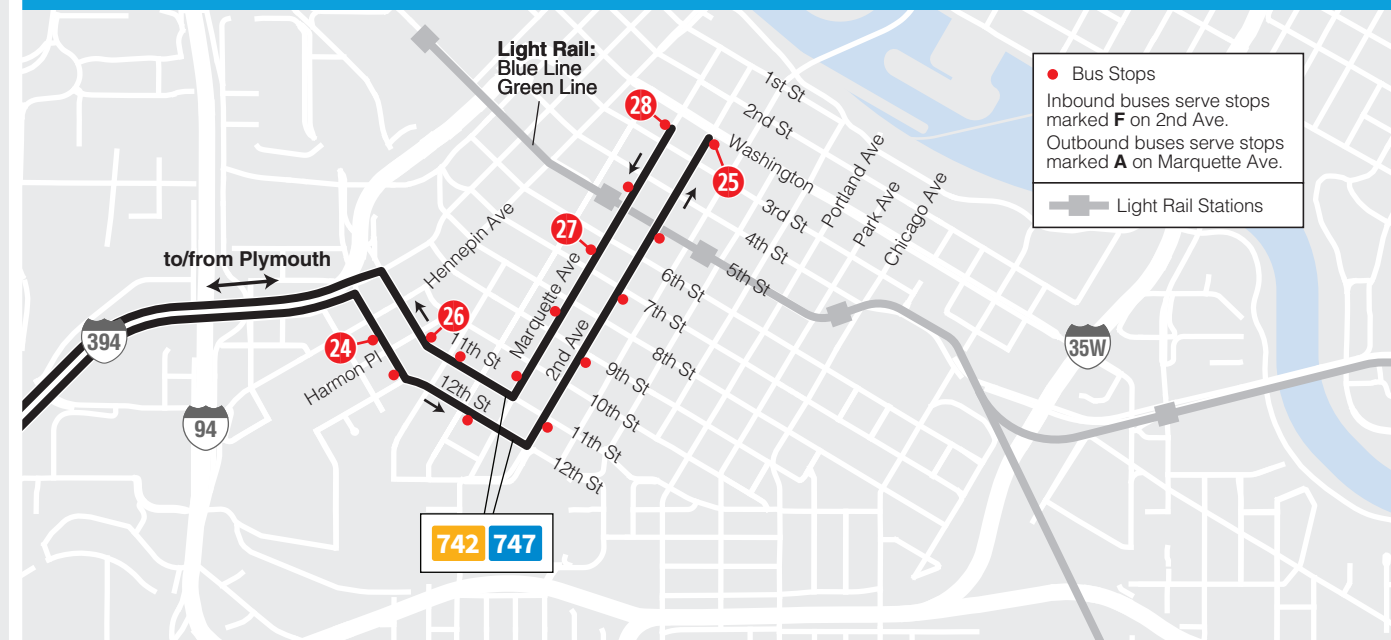 Light Rail:
Blue Line
Green Line
28
1st St
2nd St
Washington
25
3rd St
4th St
5th St
Portland Ave
Park Ave
Chicago Ave
Bus Stops
Inbound buses serve stops
marked F on 2nd Ave.
Outbound buses serve stops
marked A on Marquette Ave.
Light Rail Stations
to/from Plymouth
Hennepin Ave
27
Marquette Ave
2nd Ave
6th St
7th St
8th St
9th St
10th St
11th St
12th St
26
11th St
24
Harmon Pl
12th St
394
94
35W
742 747